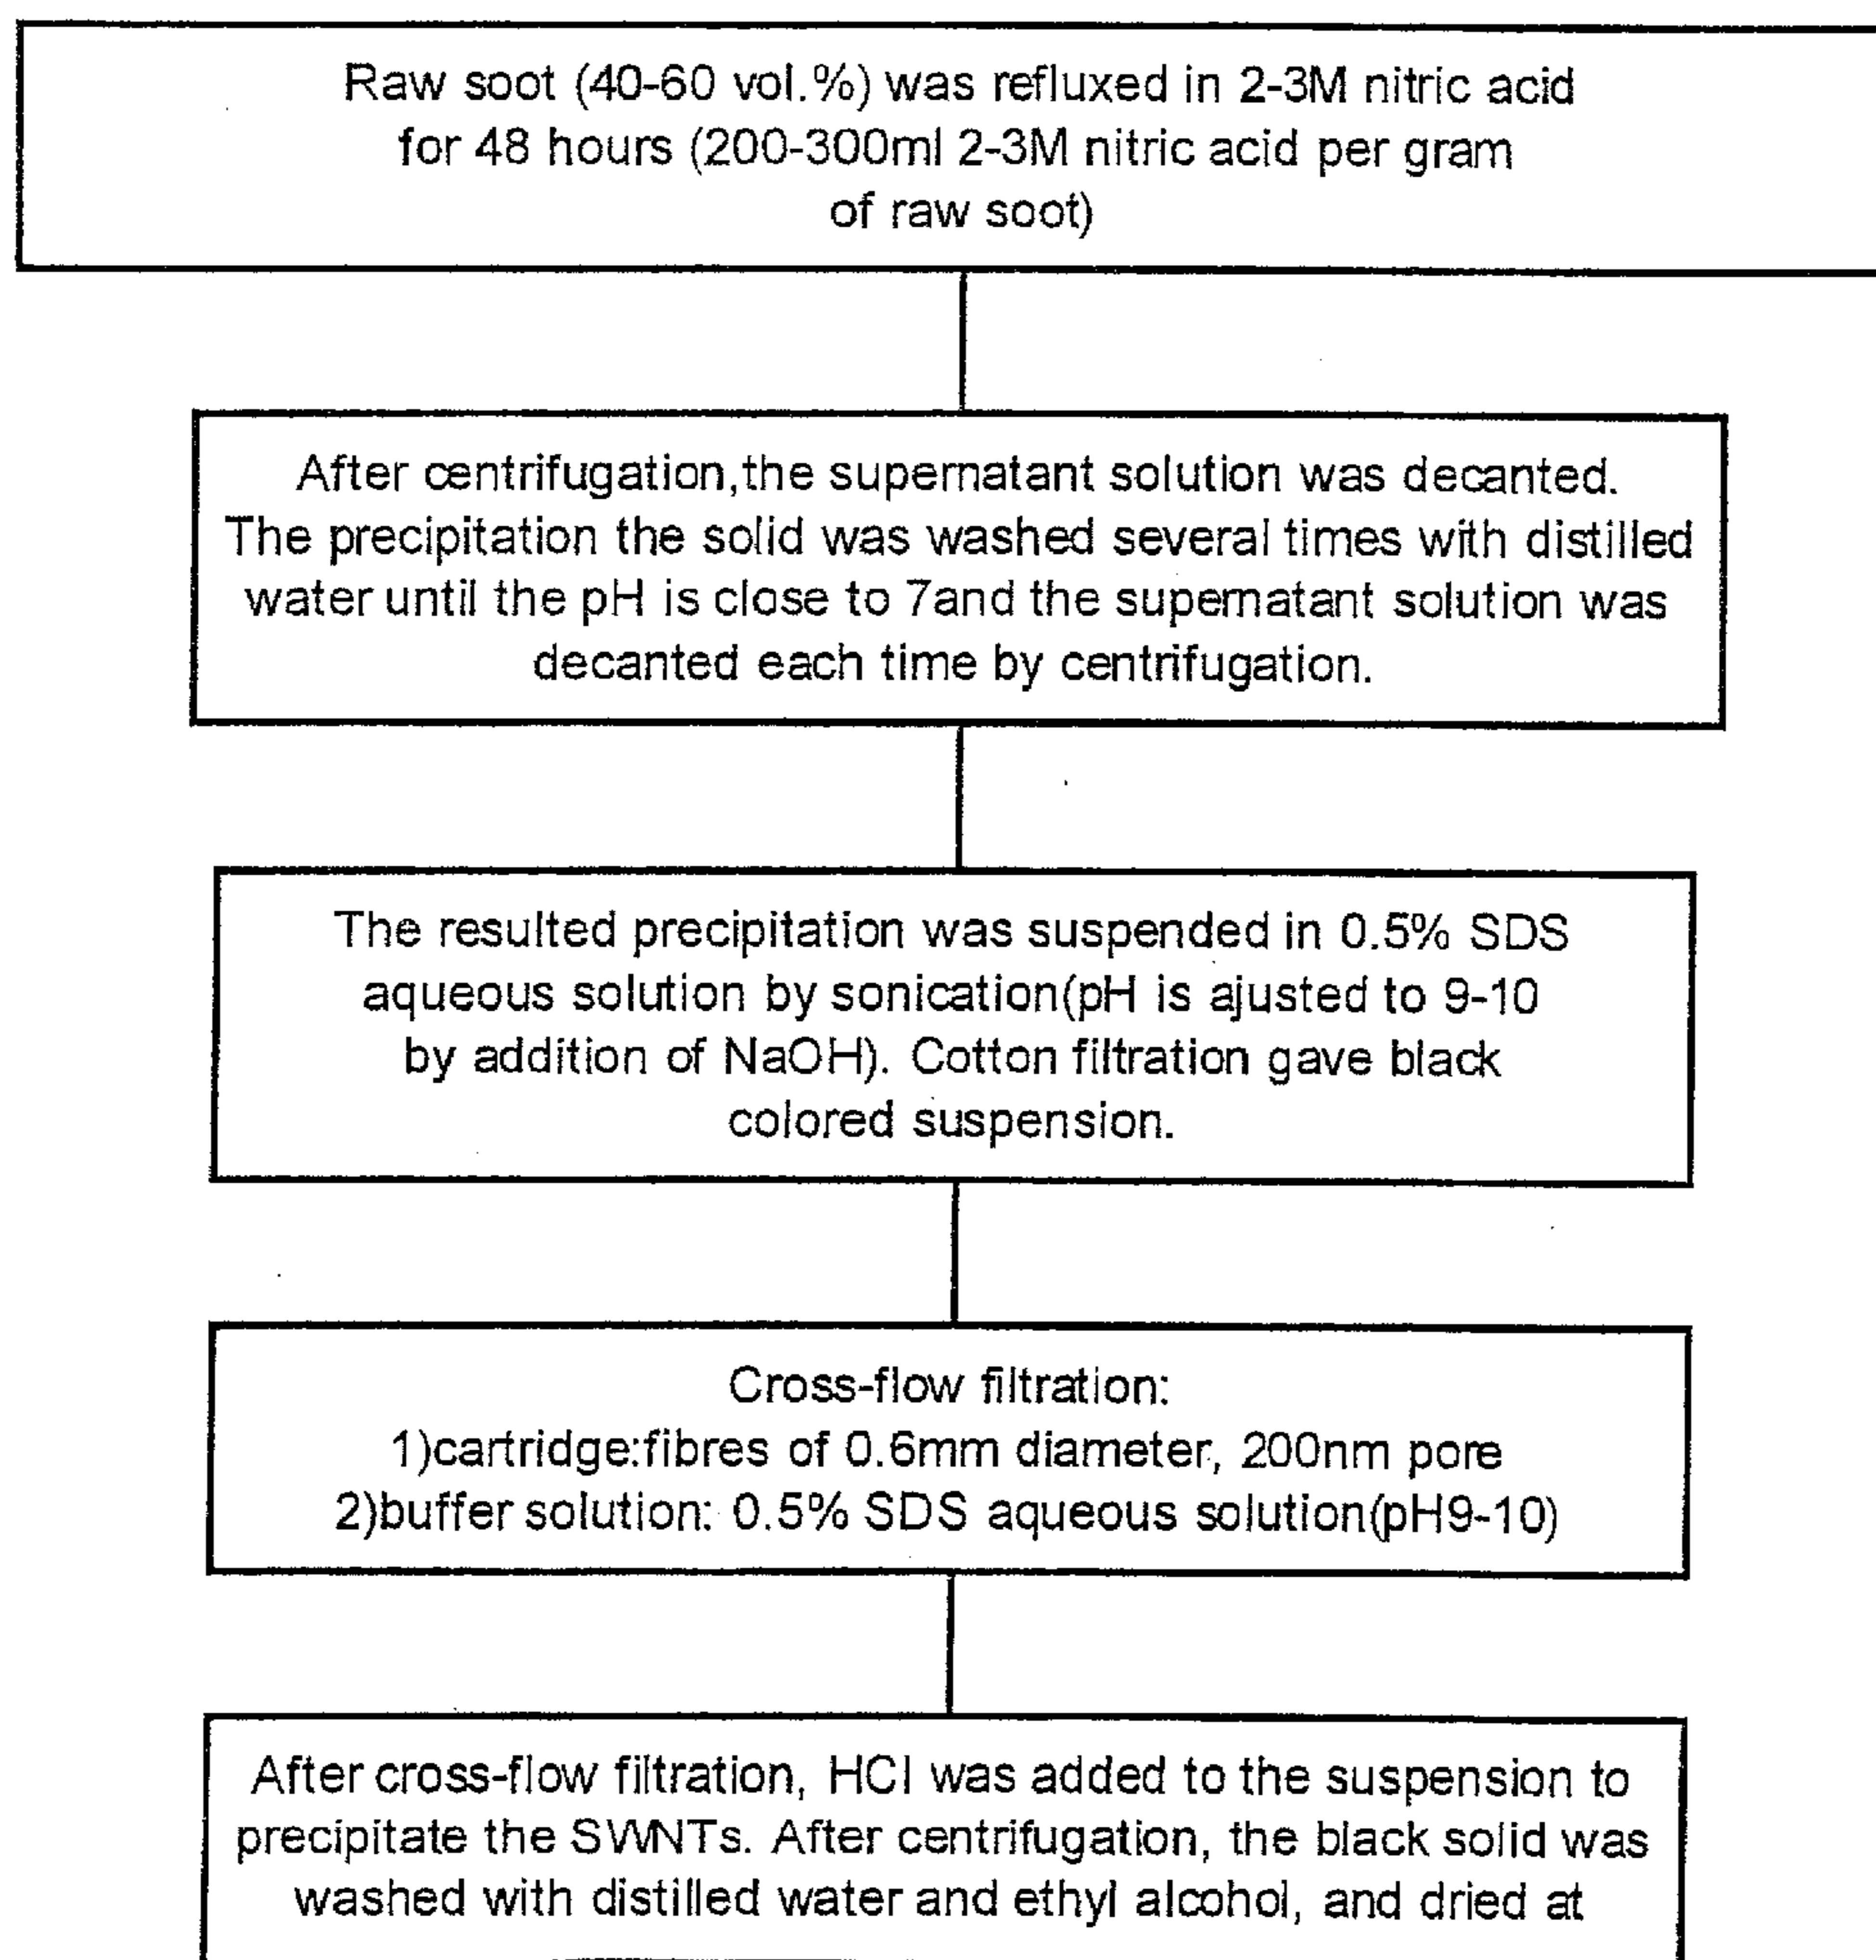 Raw soot (40-60 vol.%) was refluxed in 2-3M nitric acid
for 48 hours (200-300ml 2-3M nitric acid per gram
of raw soot)
After centrifugation,the supernatant solution was decanted.
The precipitation the solid was washed several times with distilled
water until the pH is close to 7and the supernatant solution was
decanted each time by centrifugation.
The resulted precipitation was suspended in 0.5% SDS
aqueous solution by sonication(pH is ajusted to 9-10
by addition of NaOH). Cotton filtration gave black
colored suspension.
Cross-flow filtration:
1)cartridge:fibres of 0.6mm diameter, 200nm pore
2)buffer solution: 0.5% SDS aqueous solution(pH9-10)
After cross-flow filtration, HCl was added to the suspension to
precipitate the SWNTs. After centrifugation, the black solid was
washed with distilled water and ethyl alcohol, and dried at